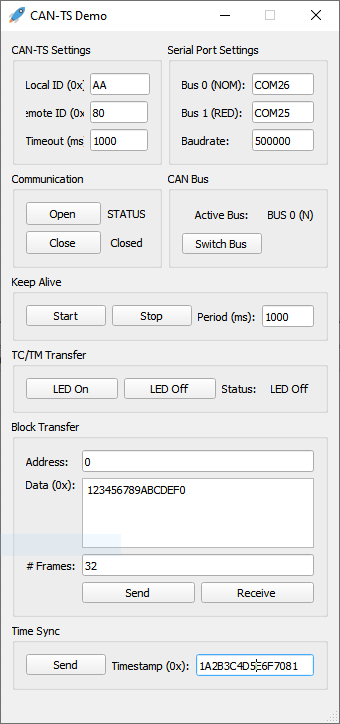 CAN-TS Demo
CAN-TS Settings
Local ID (0x)
AA
emote ID (0x
80
Timeout (ms
1000
Serial Port Settings
Bus 0 (NOM):
COM26
Bus 1 (RED):
COM25
Baudrate:
500000
Communication
Open
STATUS
Close
Closed
CAN Bus
Active Bus:
BUS 0 (N)
Switch Bus
Keep Alive
Start
Stop
Period (ms):
1000
TC/TM Transfer
LED On
LED Off
Status:
LED Off
Block Transfer
Address:
0
Data (0x):
123456789ABCDEF0
# Frames:
32
Send
Receive
Time Sync
Send
Timestamp (0x):
1A2B3C4D5E6F7081